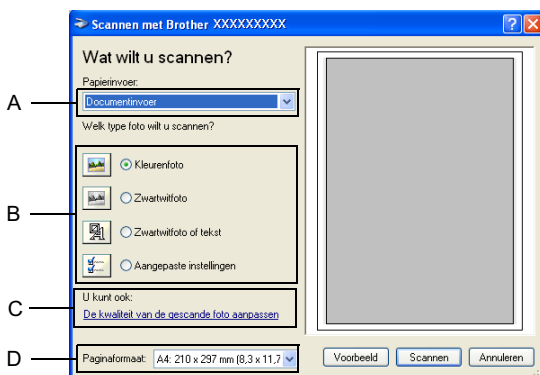 Scannen met Brother XXXXXXXXX
Wat wilt u scannen?
Papierinvoer:
A
Documentinvoer
Welk type foto wilt u scannen?
Kleurenfoto
B
Zwartwitfoto
Zwartwitfoto of tekst
Aangepaste instellingen
C
U kunt ook:
De kwaliteit van de gescande foto aanpassen
D
Paginaformaat: A4: 210 x 297 mm (8,3 x 11,7
Voorbeeld Scannen Annuleren